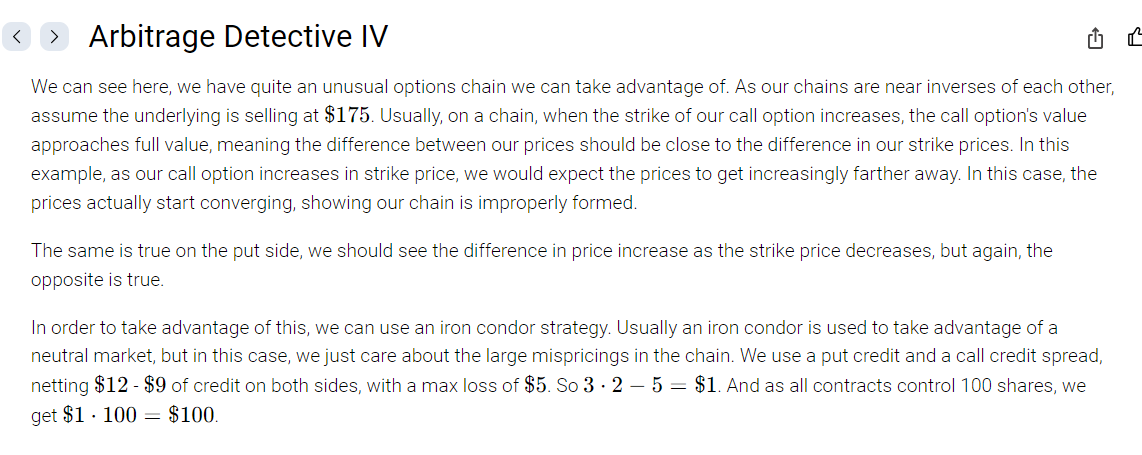 Arbitrage Detective IV
We can see here, we have quite an unusual options chain we can take advantage of. As our chains are near inverses of each other,
assume the underlying is selling at $175. Usually, on a chain, when the strike of our call option increases, the call option's value
approaches full value, meaning the difference between our prices should be close to the difference in our strike prices. In this
example, as our call option increases in strike price, we would expect the prices to get increasingly farther away. In this case, the
prices actually start converging, showing our chain is improperly formed.
The same is true on the put side, we should see the difference in price increase as the strike price decreases, but again, the
opposite is true.
In order to take advantage of this, we can use an iron condor strategy. Usually an iron condor is used to take advantage of a
neutral market, but in this case, we just care about the large mispricings in the chain. We use a put credit and a call credit spread,
netting $12 - $9 of credit on both sides, with a max loss of $5. So 3 · 2 − 5 = $1. And as all contracts control 100 shares, we
get $1 · 100 = $100.